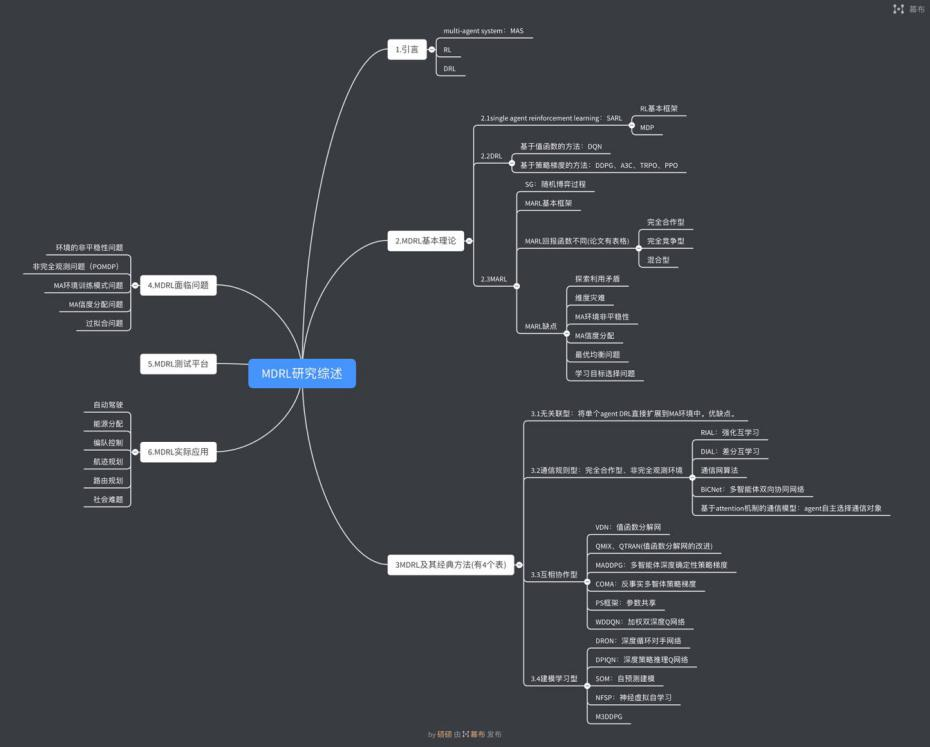 幕布
1.引言
multi-agent system：MAS
RL
DRL
2.MDRL基本理论
2.1single agent reinforcement learning：SARL
RL基本框架
MDP
2.2DRL
基于值函数的方法：DQN
基于策略梯度的方法：DDPG、A3C、TRPO、PPO
2.3MARL
SG：随机博弈过程
MARL基本框架
MARL回报函数不同(论文有表格)
完全合作型
完全竞争型
混合型
MARL缺点
探索利用矛盾
维度灾难
MA环境非平稳性
MA信度分配
最优均衡问题
学习目标选择问题
3MDRL及其经典方法(有4个表)
3.1无关联型：将单个agent DRL直接扩展到MA环境中。优缺点。
3.2通信规则型：完全合作型、非完全观测环境
RIAL：强化互学习
DIAL：差分互学习
通信网算法
BiCNet：多智能体双向协同网络
基于attention机制的通信模型：agent自主选择通信对象
3.3互相协作型
VDN：值函数分解网
QMIX、QTRAN(值函数分解网的改进)
MADDPG：多智能体深度确定性策略梯度
COMA：反事实多智体策略梯度
PS框架：参数共享
WDDQN：加权双深度Q网络
3.4建模学习型
DRON：深度循环对手网络
DPIQN：深度策略推理Q网络
SOM：自预测建模
NFSP：神经虚拟自学习
M3DDPG
4.MDRL面临问题
环境的非平稳性问题
非完全观测问题（POMDP）
MA环境训练模式问题
MA信度分配问题
过拟合问题
5.MDRL测试平台
MDRL研究综述
6.MDRL实际应用
自动驾驶
能源分配
编队控制
航迹规划
路由规划
社会难题
by 硕硕 由 幕布 发布